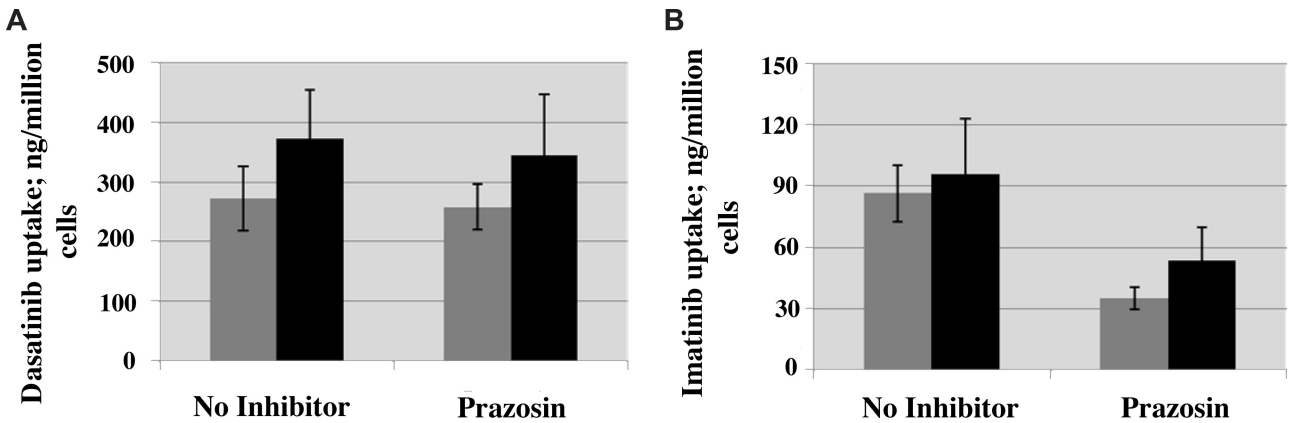 A
Dasatinib uptake; ng/million
cells
500
400
300
200
100
0
No Inhibitor
Prazosin
B
Imatinib uptake; ng/million
cells
150
120
90
60
30
0
No Inhibitor
Prazosin